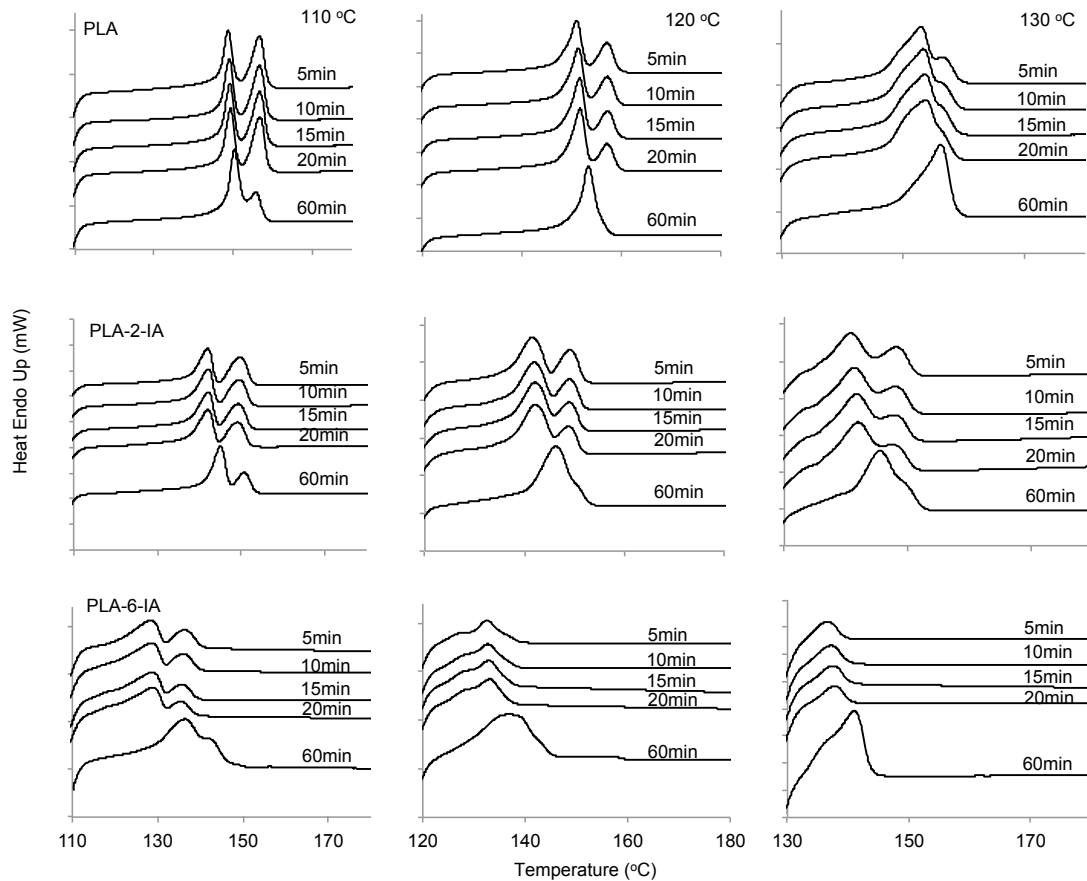 PLA
110 °C
5min
10min
15min
20min
60min
120 °C
5min
10min
15min
20min
60min
130 °C
5min
10min
15min
20min
60min
Heat Endo Up (mW)
PLA-2-IA
5min
10min
15min
20min
60min
5min
10min
15min
20min
60min
5min
10min
15min
20min
60min
PLA-6-IA
5min
10min
15min
20min
60min
110 130 150 170
5min
10min
15min
20min
60min
120 140 160 180
5min
10min
15min
20min
60min
130 150 170
Temperature (°C)